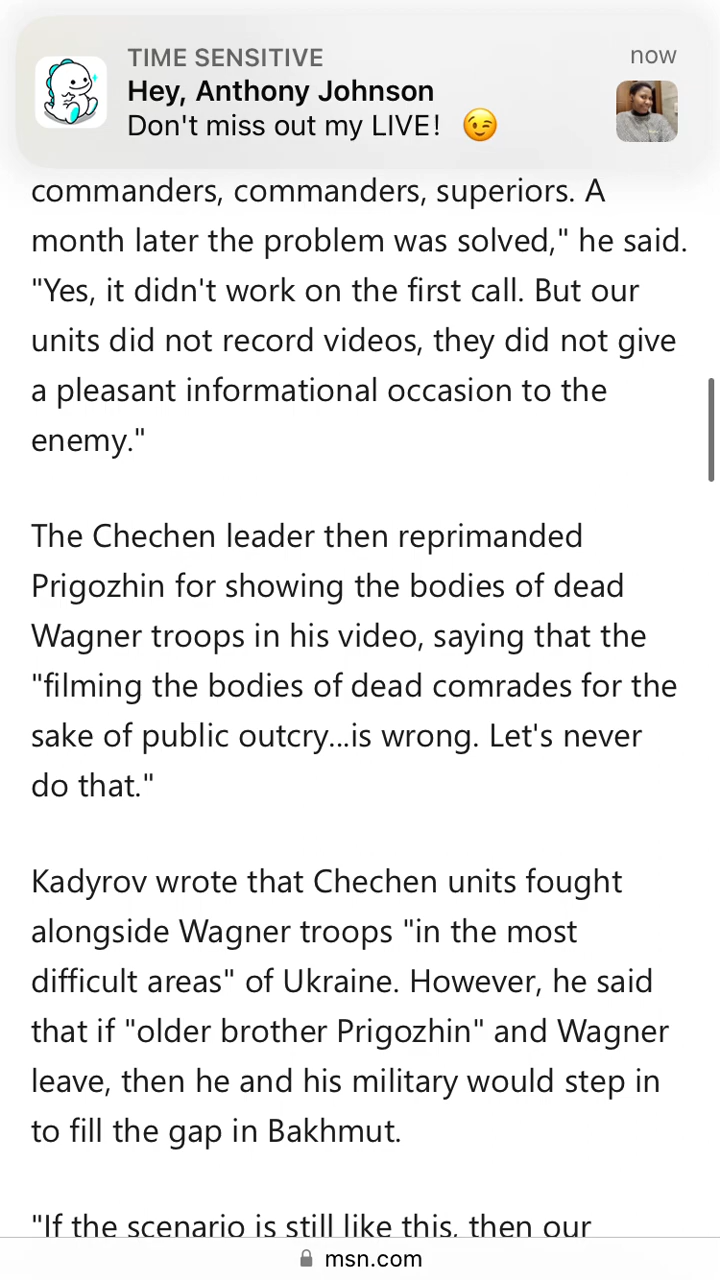 TIME SENSITIVE
now
Hey, Anthony Johnson
Don't miss out my LIVE! 😉
commanders, commanders, superiors. A
month later the problem was solved," he said.
"Yes, it didn't work on the first call. But our
units did not record videos, they did not give
a pleasant informational occasion to the
enemy."
The Chechen leader then reprimanded
Prigozhin for showing the bodies of dead
Wagner troops in his video, saying that the
"filming the bodies of dead comrades for the
sake of public outcry...is wrong. Let's never
do that."
Kadyrov wrote that Chechen units fought
alongside Wagner troops "in the most
difficult areas" of Ukraine. However, he said
that if "older brother Prigozhin" and Wagner
leave, then he and his military would step in
to fill the gap in Bakhmut.
"If the scenario is still like this, then our
msn.com